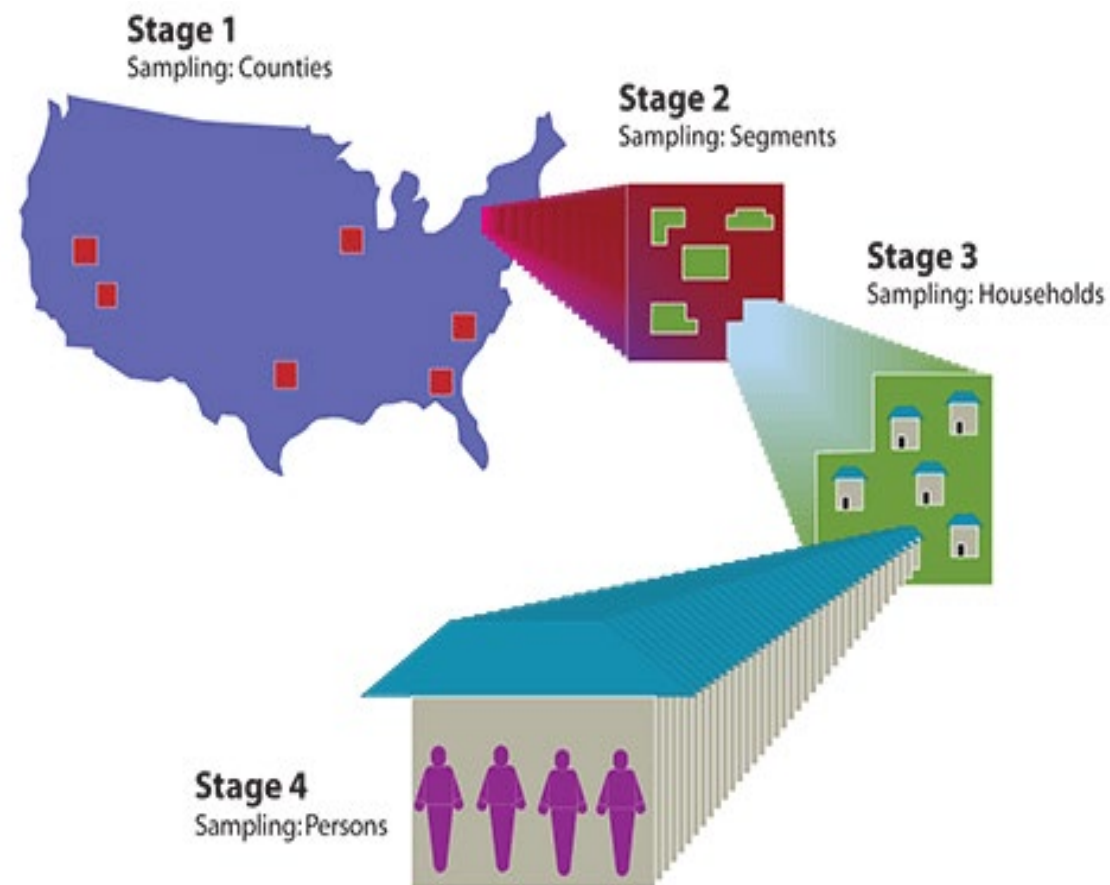 Stage 1
Sampling: Counties
Stage 2
Sampling: Segments
Stage 3
Sampling: Households
Stage 4
Sampling: Persons